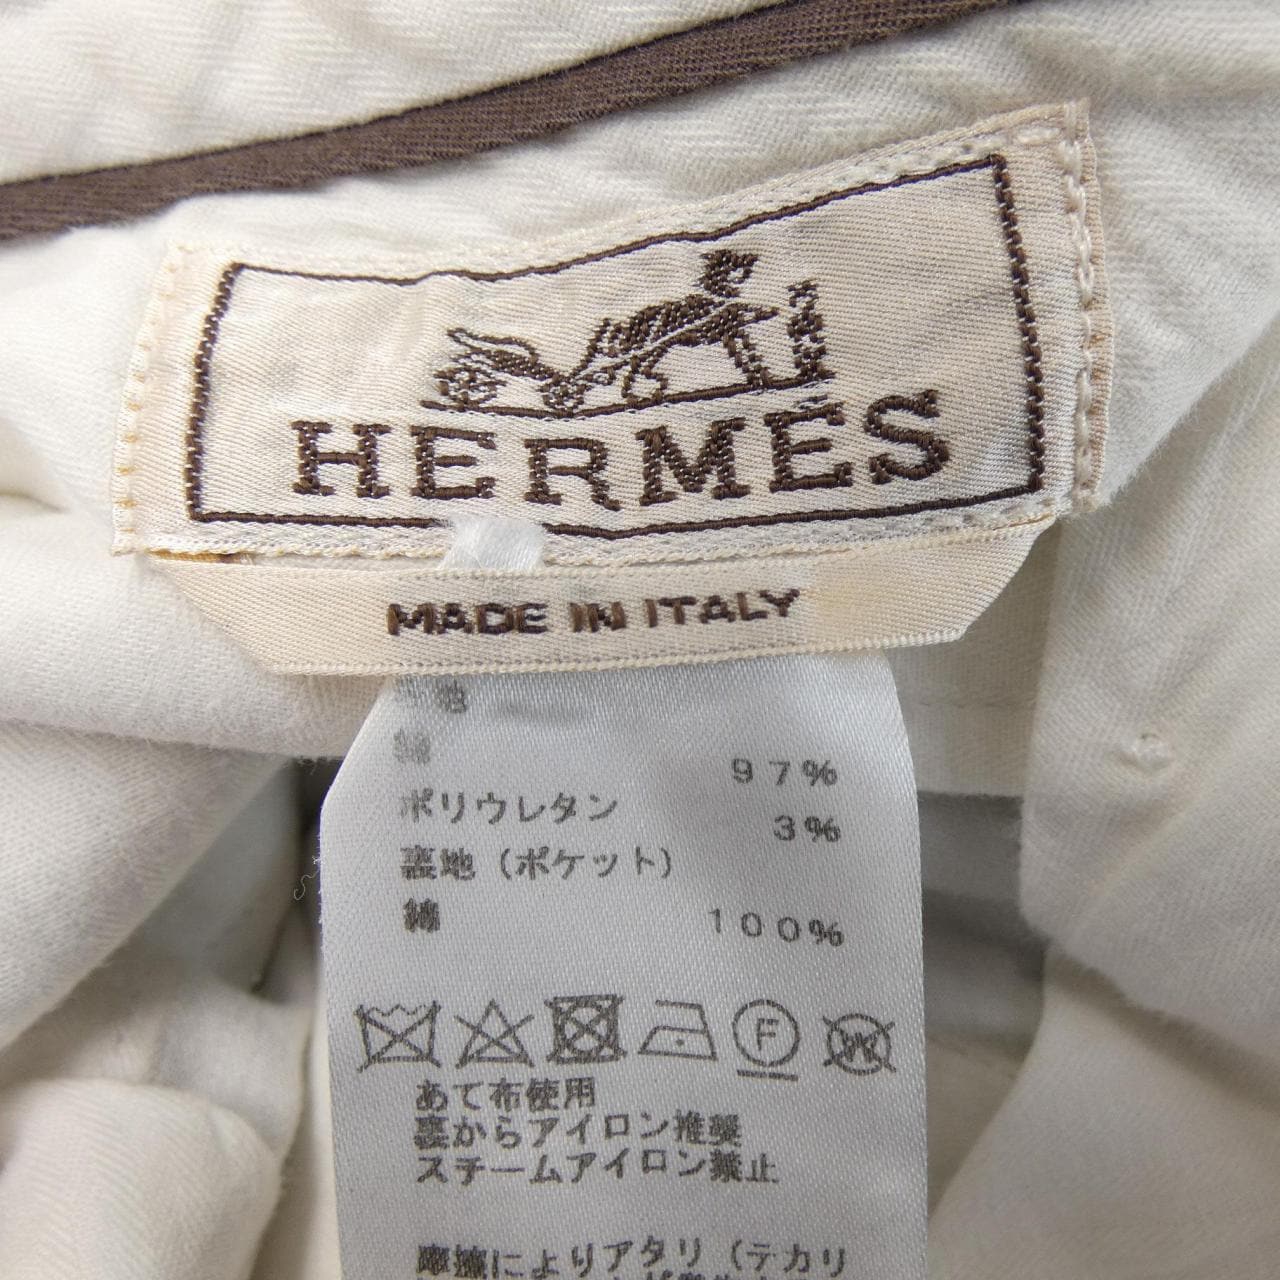 HERMÈS
MADE IN ITALY
綿 97%
ポリウレタン 3%
裏地（ポケット）
綿 100%
F
W
あて布使用
裏からアイロン推奨
スチームアイロン禁止
摩擦によりアタリ（テカリ